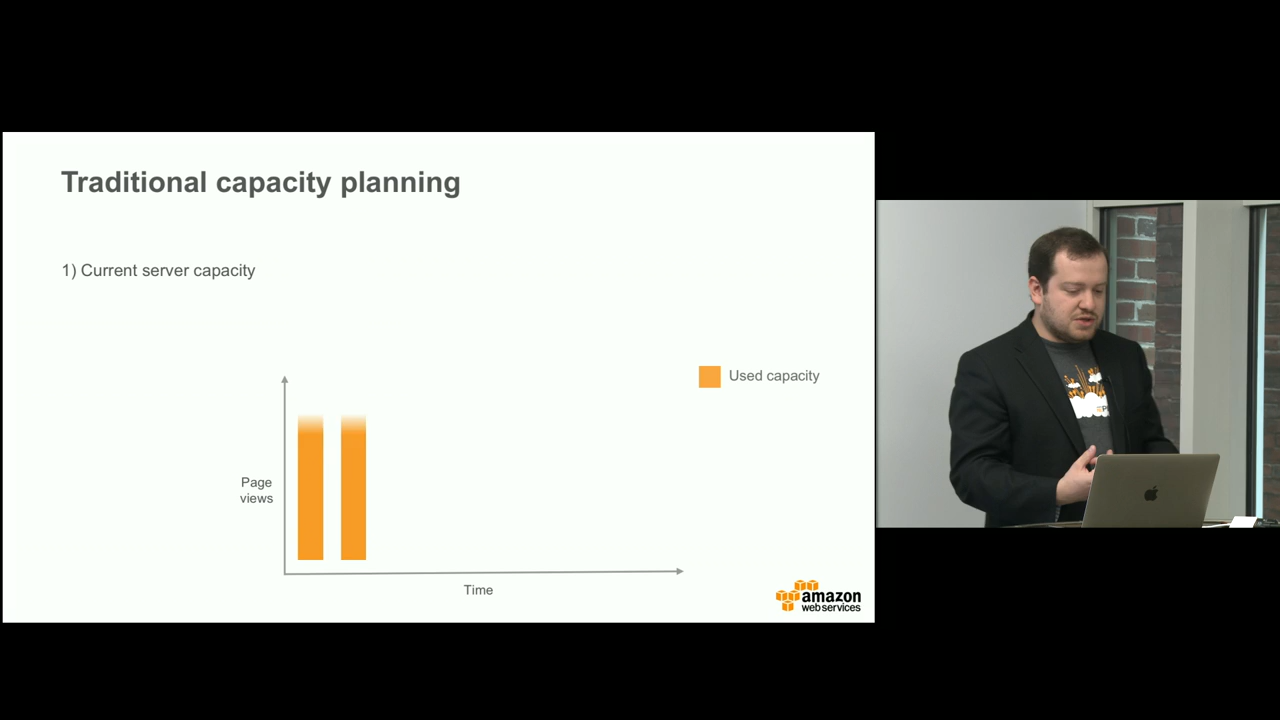 Traditional capacity planning
1) Current server capacity
Used capacity
Page
views
Time
amazon
web services